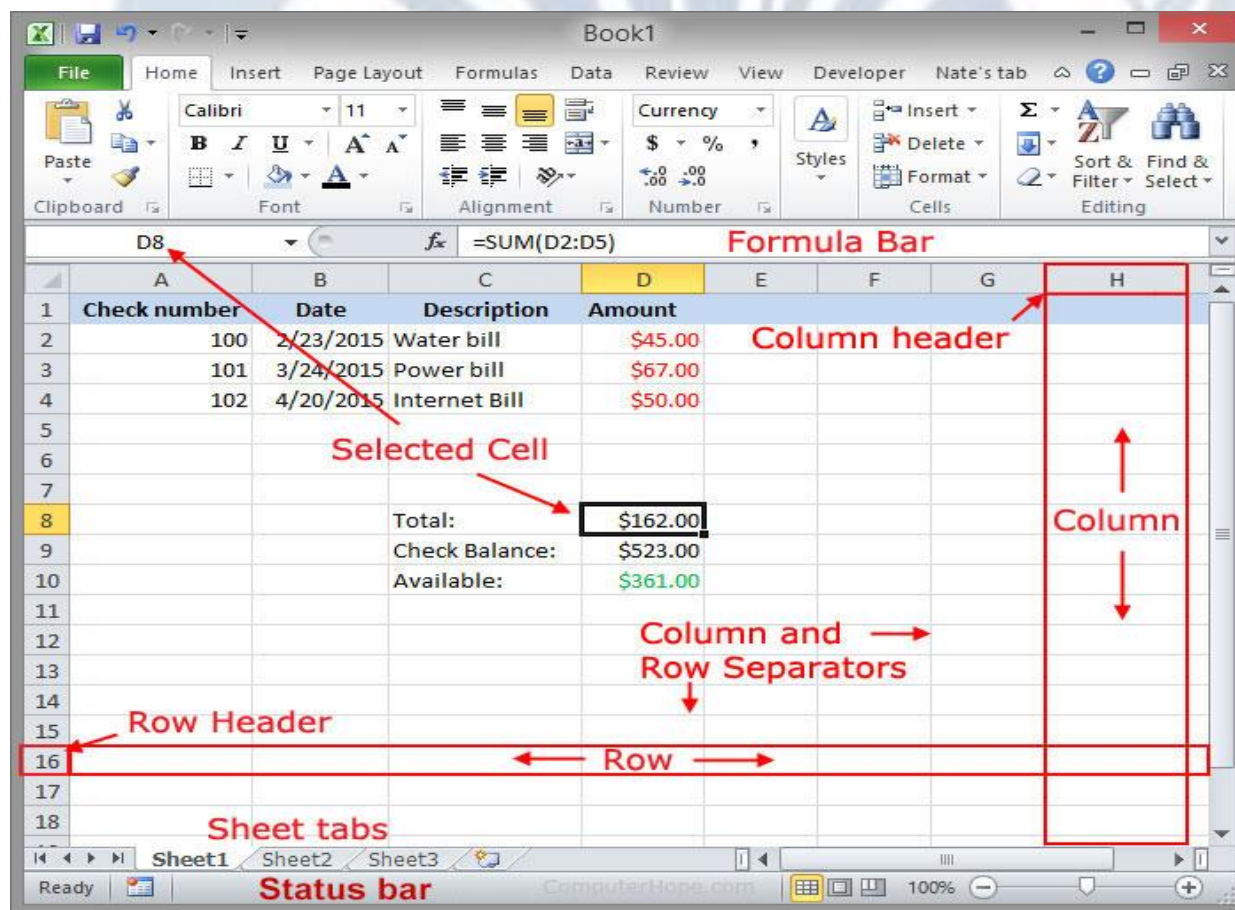 Book1
File Home Insert Page Layout Formulas Data Review View Developer Nate's tab
Calibri 11 Currency Insert Σ
B I U A A $ % , Delete
Paste Styles Format Sort & Filter Find & Select
Clipboard Font Alignment Number Cells Editing
D8 fx =SUM(D2:D5) Formula Bar
A B C D E F G H
1 Check number Date Description Amount
2 100 2/23/2015 Water bill $45.00
Column header
3 101 3/24/2015 Power bill $67.00
4 102 4/20/2015 Internet Bill $50.00
5
Selected Cell
6
7
8 Total: $162.00 Column
9 Check Balance: $523.00
10 Available: $361.00
11
12 Column and
13 Row Separators
14
15 Row Header
16 Row
17
18 Sheet tabs
Sheet1 Sheet2 Sheet3
Ready Status bar ComputerHope.com 100%